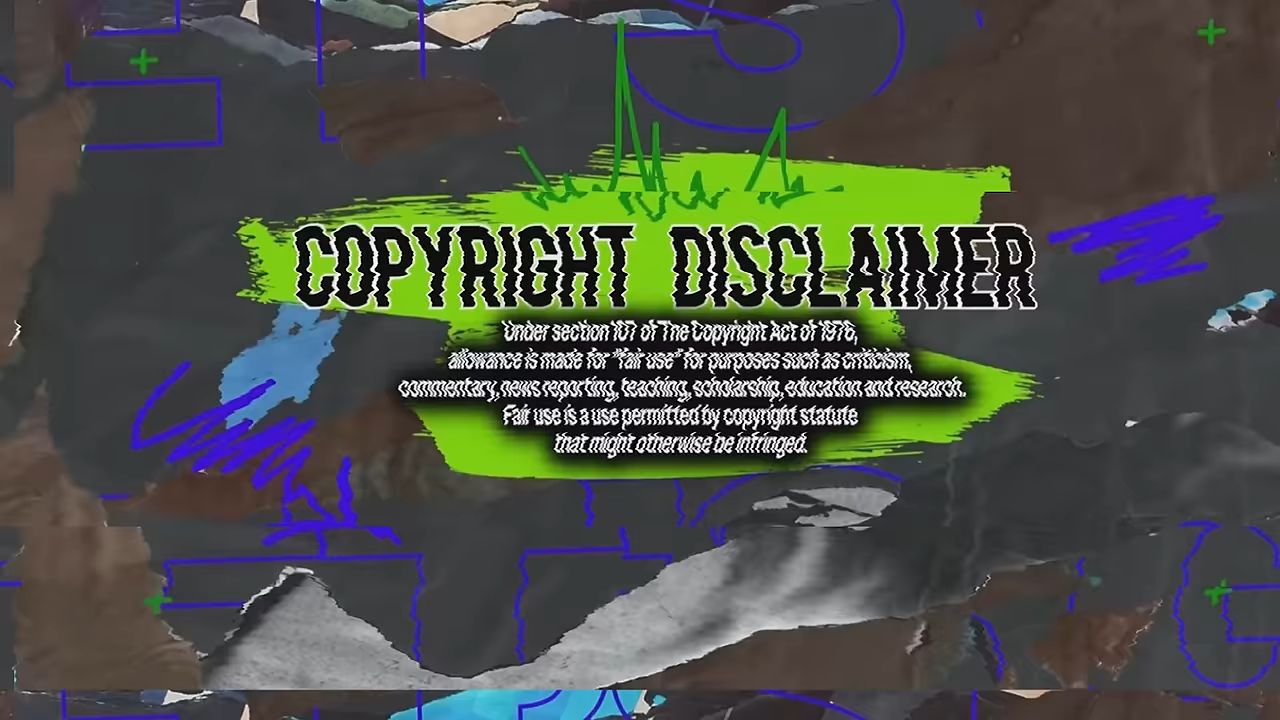 COPYRIGHT DISCLAIMER
Under section 107 of The Copyright Act of 1976,
allowance is made for "fair use" for purposes such as criticism,
commentary, news reporting, teaching, scholarship, education and research.
Fair use is a use permitted by copyright statute
that might otherwise be infringed.